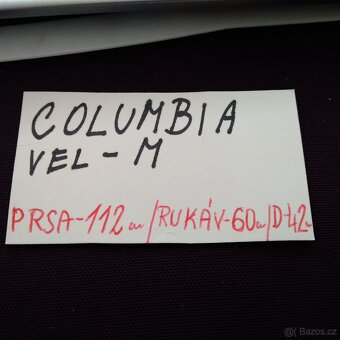 COLUMBIA
VEL-M
PRSA-112cm/RUKÁV-60cm/D-42cm
Bazos.cz